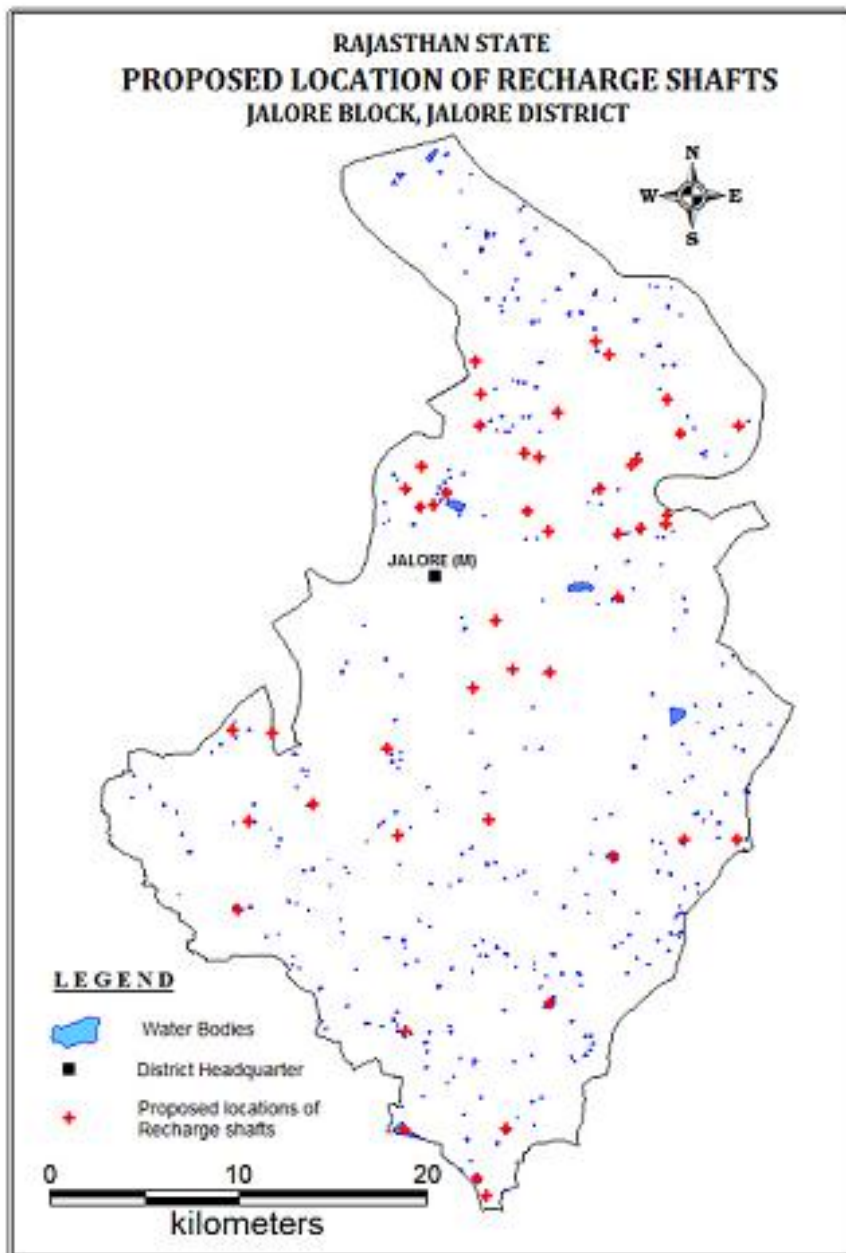 RAJASTHAN STATE
PROPOSED LOCATION OF RECHARGE SHAFTS
JALORE BLOCK, JALORE DISTRICT
N
W E
S
JALORE (M)
LEGEND
Water Bodies
District Headquarter
Proposed locations of
Recharge shafts
0 10 20
kilometers